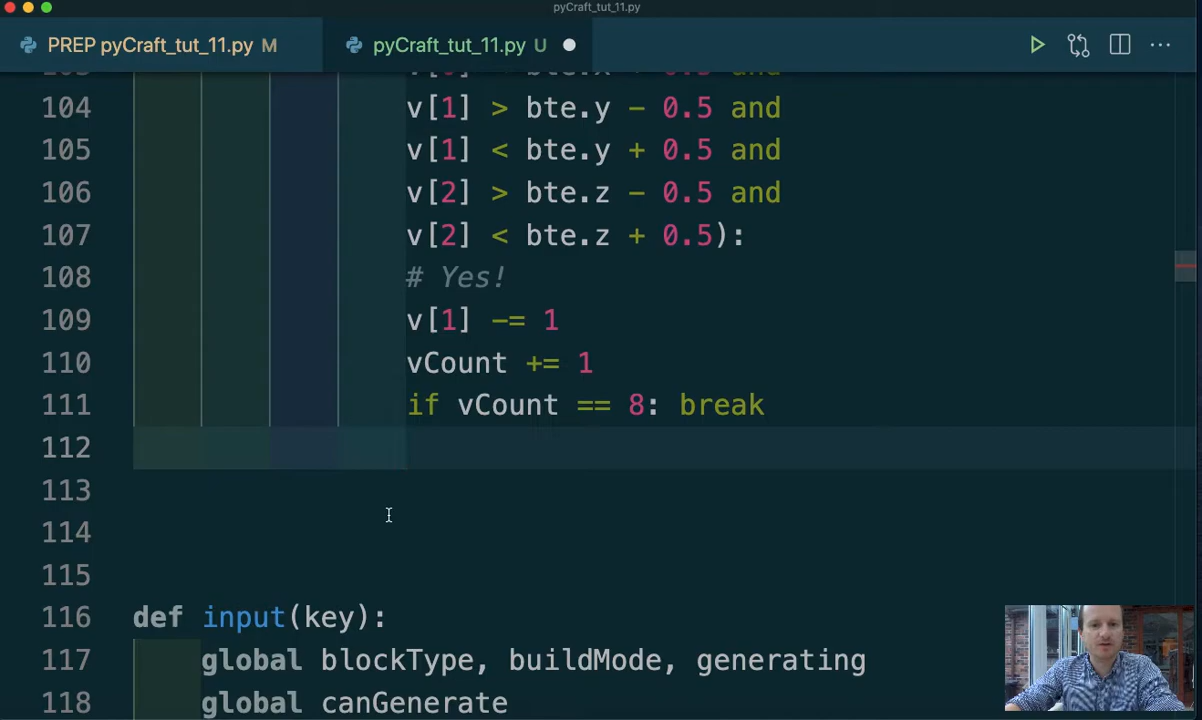 pyCraft_tut_11.py
PREP pyCraft_tut_11.py M pyCraft_tut_11.py U
104 v[1] > bte.y - 0.5 and
105 v[1] < bte.y + 0.5 and
106 v[2] > bte.z - 0.5 and
107 v[2] < bte.z + 0.5):
108 # Yes!
109 v[1] -= 1
110 vCount += 1
111 if vCount == 8: break
112
113
114
115
116 def input(key):
117 global blockType, buildMode, generating
118 global canGenerate